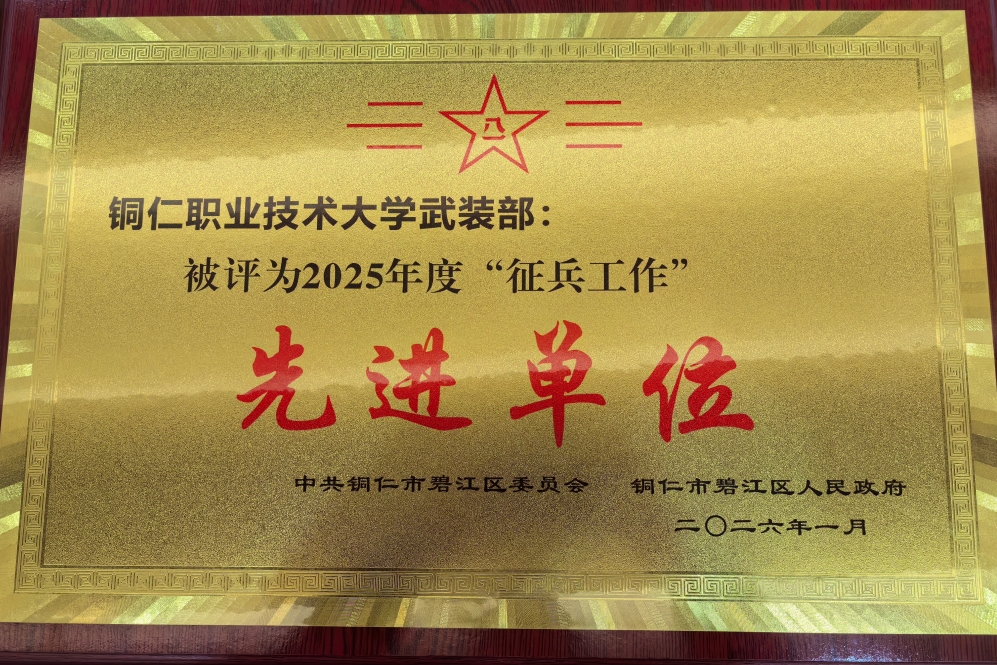 八一
铜仁职业技术大学武装部：
被评为2025年度“征兵工作”
先进单位
中共铜仁市碧江区委员会 铜仁市碧江区人民政府
二〇二六年一月